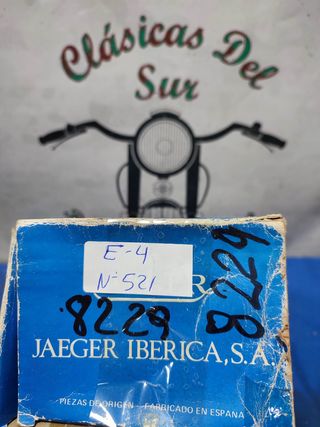 Clásicas Del
Sur
E-4
Nº 521
8229
8229
JAEGER IBERICA, S.A.
PIEZAS DE ORIGEN FABRICADO EN ESPAÑA